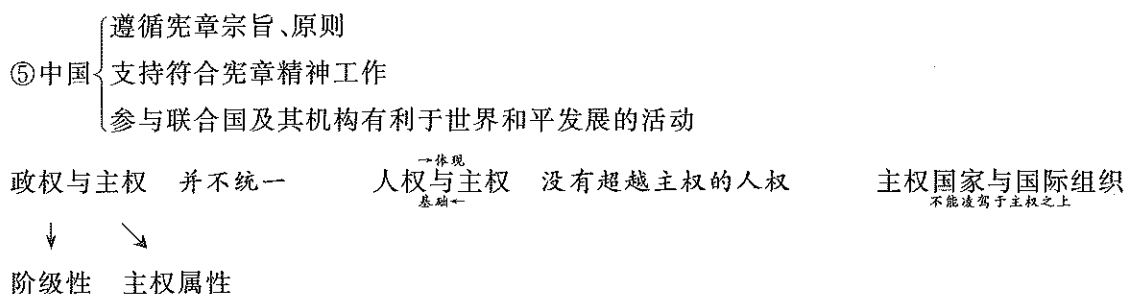 遵循宪章宗旨、原则
⑤中国 支持符合宪章精神工作
参与联合国及其机构有利于世界和平发展的活动
→体现
政权与主权 并不统一 人权与主权 没有超越主权的人权 主权国家与国际组织
基础← 不能凌驾于主权之上
↓ ↘
阶级性 主权属性